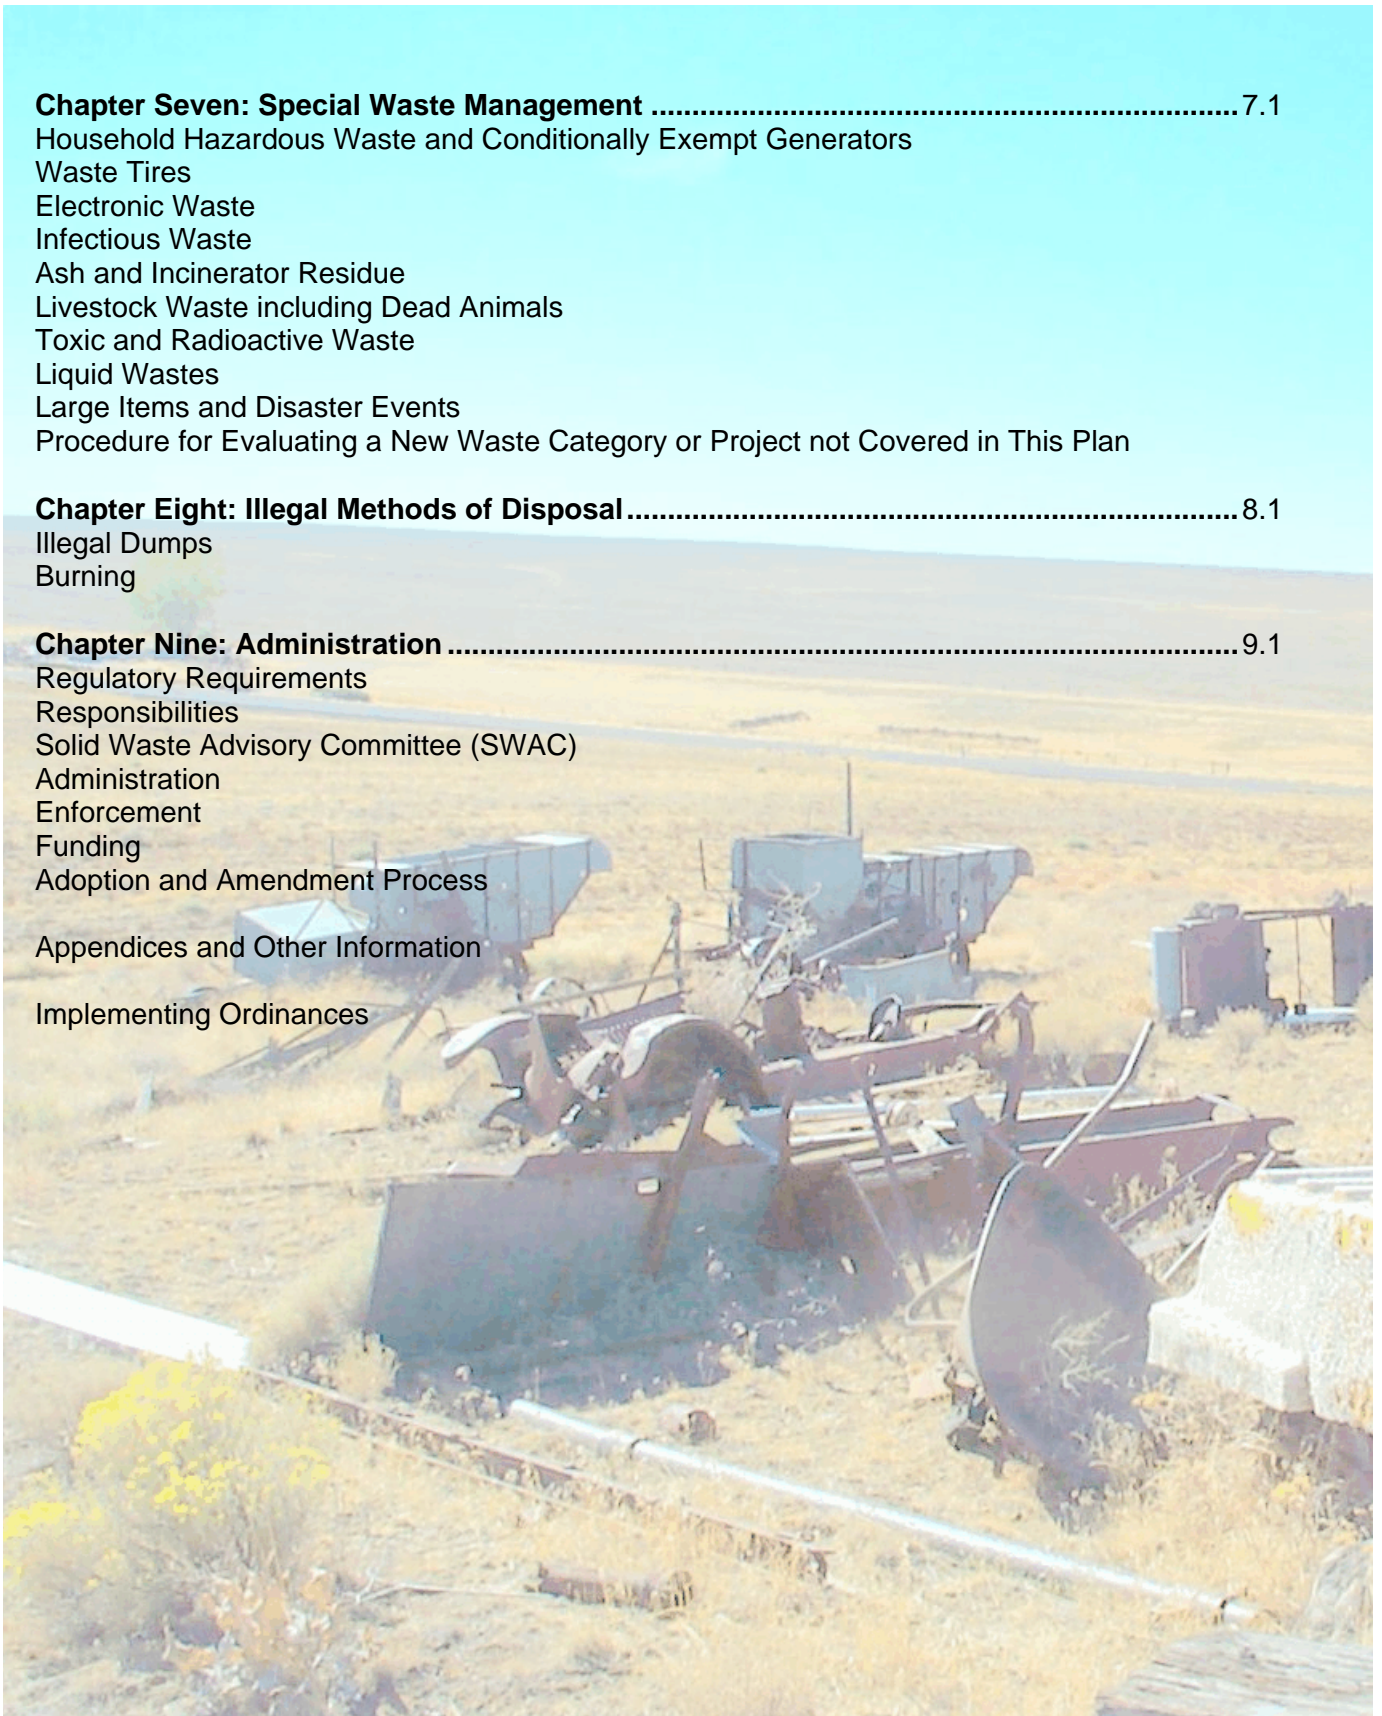 Chapter Seven: Special Waste Management ........................................................................ 7.1
Household Hazardous Waste and Conditionally Exempt Generators
Waste Tires
Electronic Waste
Infectious Waste
Ash and Incinerator Residue
Livestock Waste including Dead Animals
Toxic and Radioactive Waste
Liquid Wastes
Large Items and Disaster Events
Procedure for Evaluating a New Waste Category or Project not Covered in This Plan
Chapter Eight: Illegal Methods of Disposal........................................................................... 8.1
Illegal Dumps
Burning
Chapter Nine: Administration ................................................................................................. 9.1
Regulatory Requirements
Responsibilities
Solid Waste Advisory Committee (SWAC)
Administration
Enforcement
Funding
Adoption and Amendment Process
Appendices and Other Information
Implementing Ordinances